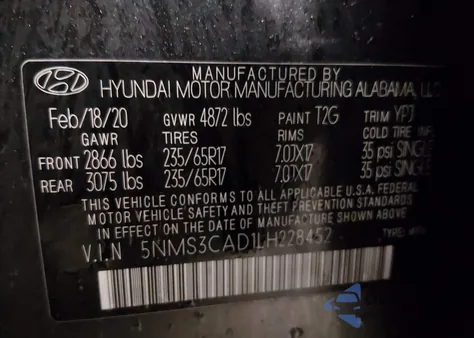 MANUFACTURED BY
HYUNDAI MOTOR MANUFACTURING ALABAMA, LLC
Feb/18/20 GVWR 4872 lbs PAINT T2G TRIM YPJ
GAWR TIRES RIMS COLD TIRE
FRONT 2866 lbs 235/65R17 7.0JX17 35 psi SINGLE
REAR 3075 lbs 235/65R17 7.0JX17 35 psi SINGLE
THIS VEHICLE CONFORMS TO ALL APPLICABLE U.S.A. FEDERAL
MOTOR VEHICLE SAFETY AND THEFT PREVENTION STANDARDS
IN EFFECT ON THE DATE OF MANUFACTURE SHOWN ABOVE
V.I.N 5NMS3CAD1LH228452